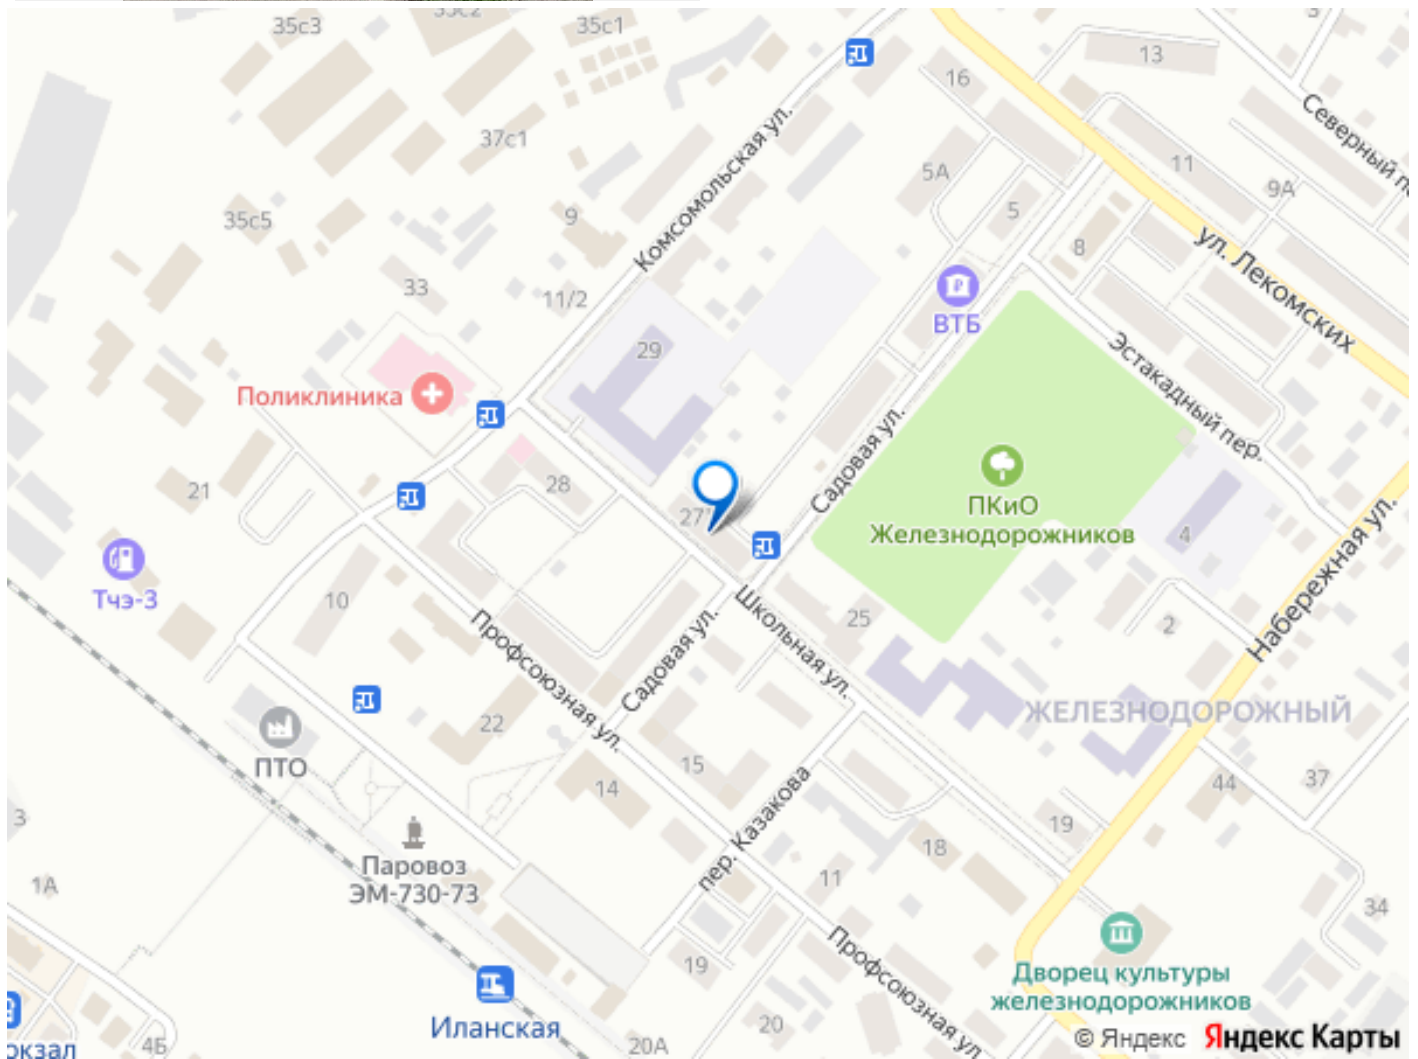 35с3
35с2
35с1
13
16
Северный п
37с1
Комсомольская ул.
5А
11
9А
35с5
9
5
8
ул. Лекомских
33
11/2
ВТБ
29
Эстакадный пер.
Поликлиника
Садовая ул.
21
28
27
ПКиО
Железнодорожников
4
Набережная ул.
Тчэ-3
10
Профсоюзная ул.
Школьная ул.
25
2
Садовая ул.
ЖЕЛЕЗНОДОРОЖНЫЙ
22
ПТО
15
14
пер. Казакова
44
37
3
19
Паровоз
ЭМ-730-73
18
11
1А
34
Профсоюзная ул.
19
Дворец культуры
железнодорожников
Иланская
20
20А
4Б
окзал
© Яндекс Яндекс Карты